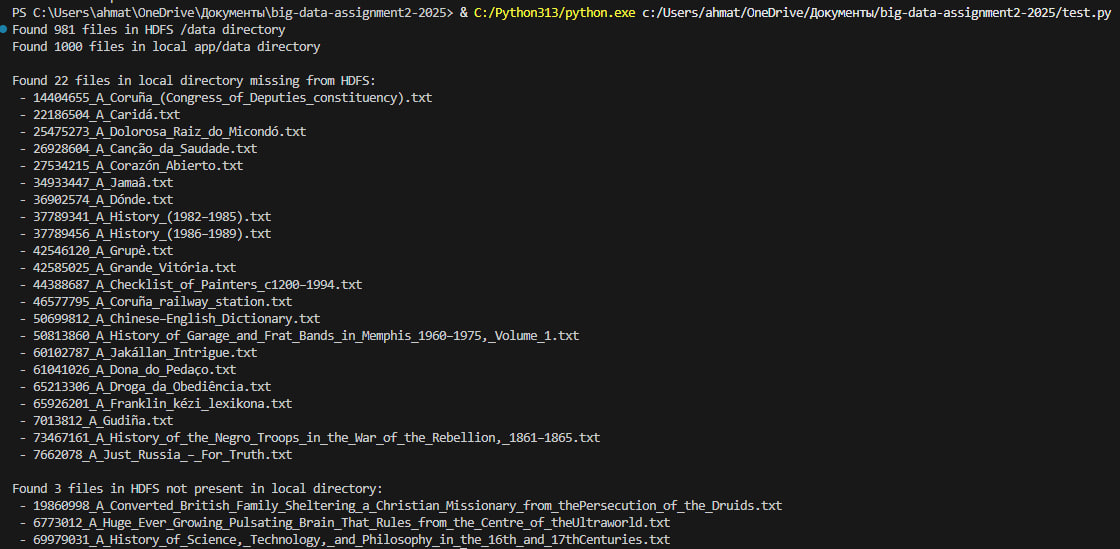 PS C:\Users\ahmat\OneDrive\Документы\big-data-assignment2-2025> & C:/Python313/python.exe c:/Users/ahmat/OneDrive/Документы/big-data-assignment2-2025/test.py
Found 981 files in HDFS /data directory
Found 1000 files in local app/data directory
Found 22 files in local directory missing from HDFS:
- 14404655_A_Coruña_(Congress_of_Deputies_constituency).txt
- 22186504_A_Caridá.txt
- 25475273_A_Dolorosa_Raiz_do_Micondó.txt
- 26928604_A_Canção_da_Saudade.txt
- 27534215_A_Corazón_Abierto.txt
- 34933447_A_Jamaâ.txt
- 36902574_A_Dónde.txt
- 37789341_A_History_(1982–1985).txt
- 37789456_A_History_(1986–1989).txt
- 42546120_A_Grupė.txt
- 42585025_A_Grande_Vitória.txt
- 44388687_A_Checklist_of_Painters_c1200–1994.txt
- 46577795_A_Coruña_railway_station.txt
- 50699812_A_Chinese–English_Dictionary.txt
- 50813860_A_History_of_Garage_and_Frat_Bands_in_Memphis_1960–1975,_Volume_1.txt
- 60102787_A_Jakállan_Intrigue.txt
- 61041026_A_Dona_do_Pedaço.txt
- 65213306_A_Droga_da_Obediência.txt
- 65926201_A_Franklin_kézi_lexikona.txt
- 7013812_A_Gudiña.txt
- 73467161_A_History_of_the_Negro_Troops_in_the_War_of_the_Rebellion,_1861–1865.txt
- 7662078_A_Just_Russia_–_For_Truth.txt
Found 3 files in HDFS not present in local directory:
- 19860998_A_Converted_British_Family_Sheltering_a_Christian_Missionary_from_thePersecution_of_the_Druids.txt
- 6773012_A_Huge_Ever_Growing_Pulsating_Brain_That_Rules_from_the_Centre_of_theUltraworld.txt
- 69979031_A_History_of_Science,_Technology,_and_Philosophy_in_the_16th_and_17thCenturies.txt